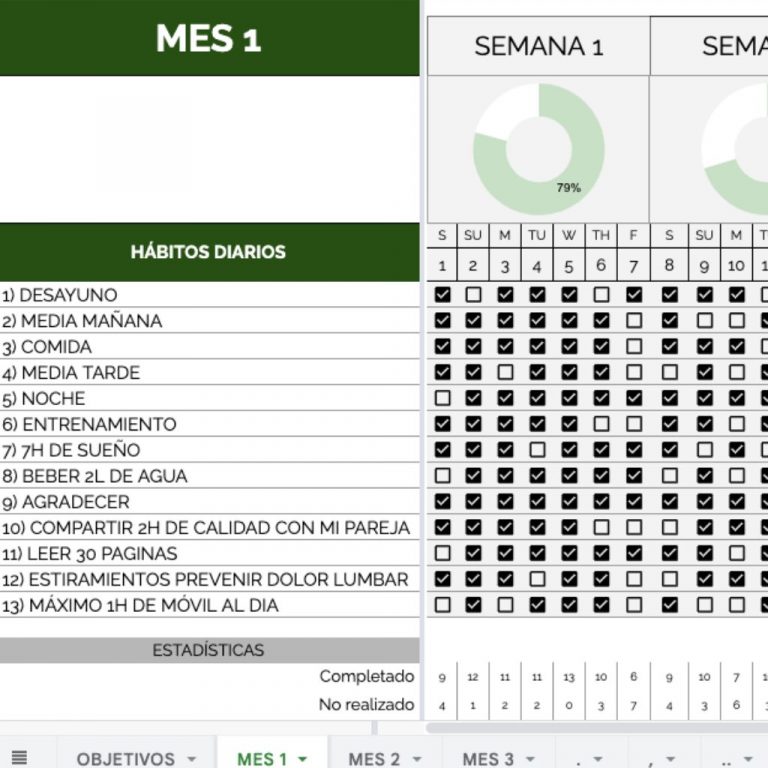 MES 1
SEMANA 1
SEMA
79%
S SU M TU W TH F S SU M
HÁBITOS DIARIOS
1 2 3 4 5 6 7 8 9 10
1) DESAYUNO
2) MEDIA MAÑANA
3) COMIDA
4) MEDIA TARDE
5) NOCHE
6) ENTRENAMIENTO
7) 7H DE SUEÑO
8) BEBER 2L DE AGUA
9) AGRADECER
10) COMPARTIR 2H DE CALIDAD CON MI PAREJA
11) LEER 30 PAGINAS
12) ESTIRAMIENTOS PREVENIR DOLOR LUMBAR
13) MÁXIMO 1H DE MÓVIL AL DIA
ESTADÍSTICAS
Completado 9 12 11 11 13 10 6 9 10 7
No realizado 4 1 2 2 0 3 7 4 3 6
OBJETIVOS MES 1 MES 2 MES 3 . , ..